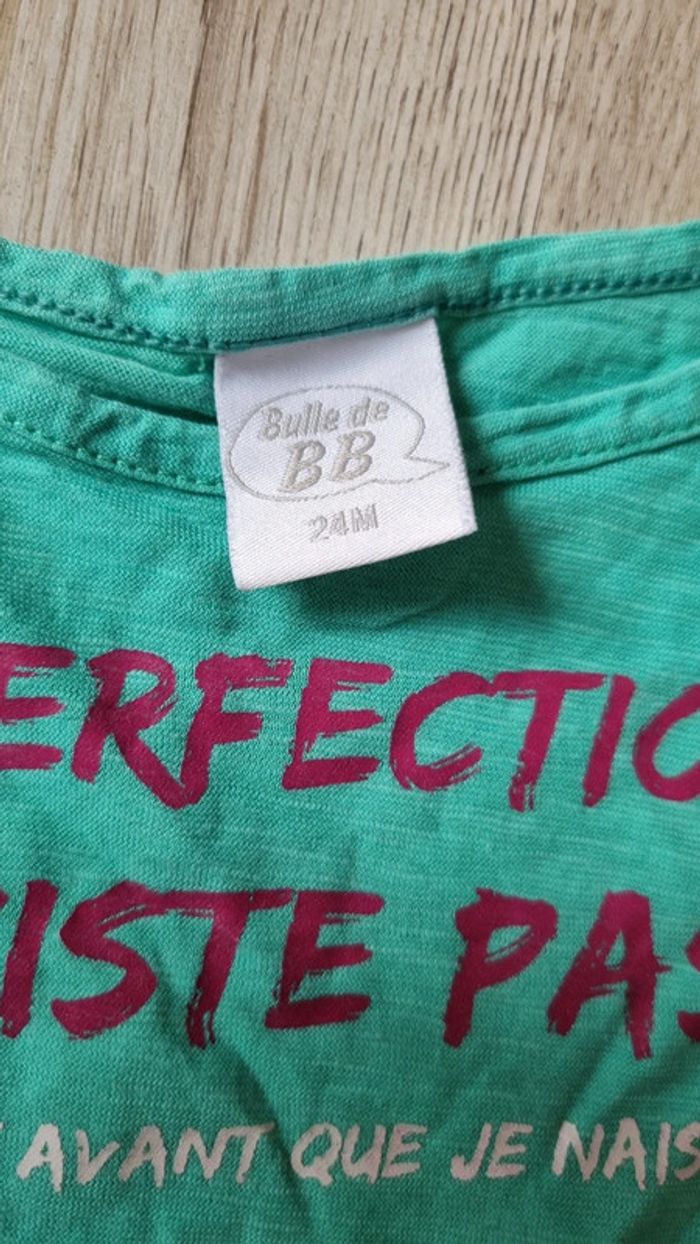 Bulle de
BB
24M
ERFECTIO
ISTE PAS
AVANT QUE JE NAIS